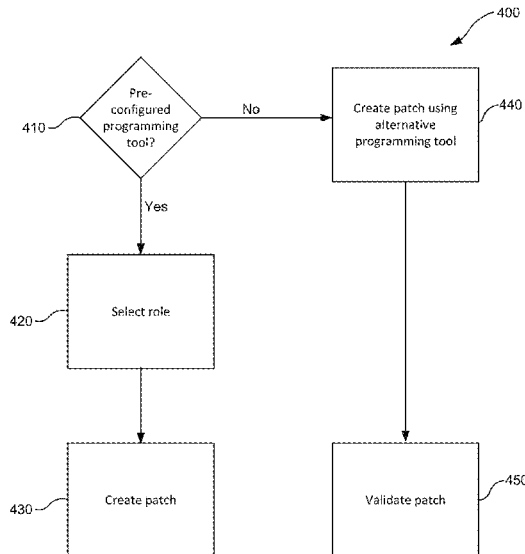 400
Pre-
configured
programming
tool?
410
No
Create patch using
alternative
programming tool
440
Yes
Select role
420
Create patch
430
Validate patch
450